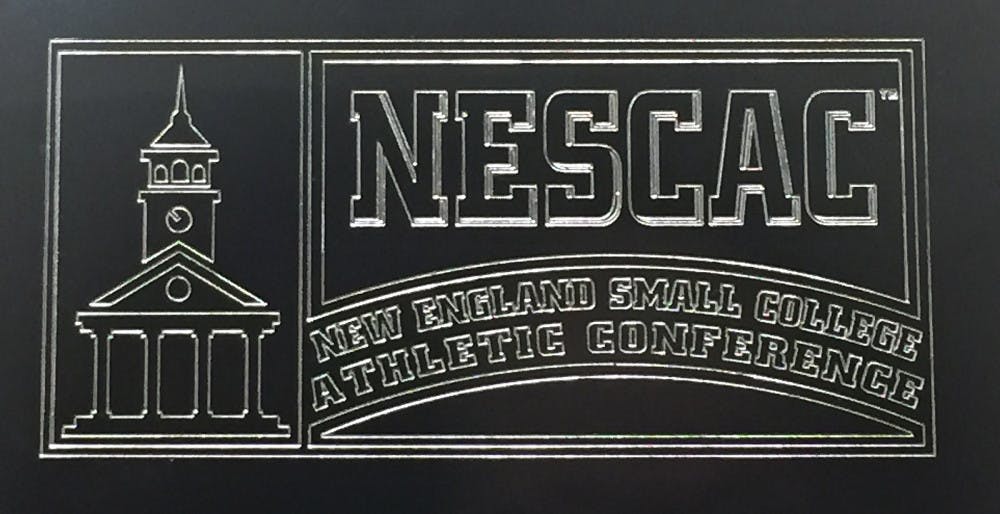 NESCAC™
NEW ENGLAND SMALL COLLEGE
ATHLETIC CONFERENCE